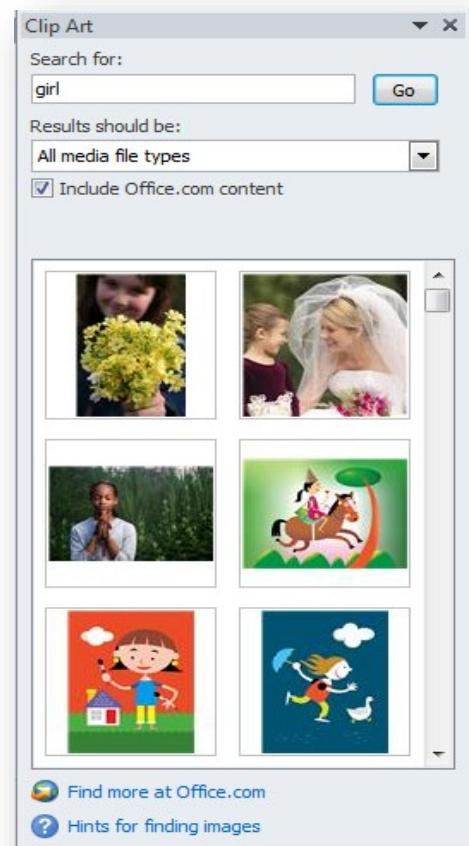 Clip Art
Search for:
girl
Go
Results should be:
All media file types
Include Office.com content
Find more at Office.com
Hints for finding images